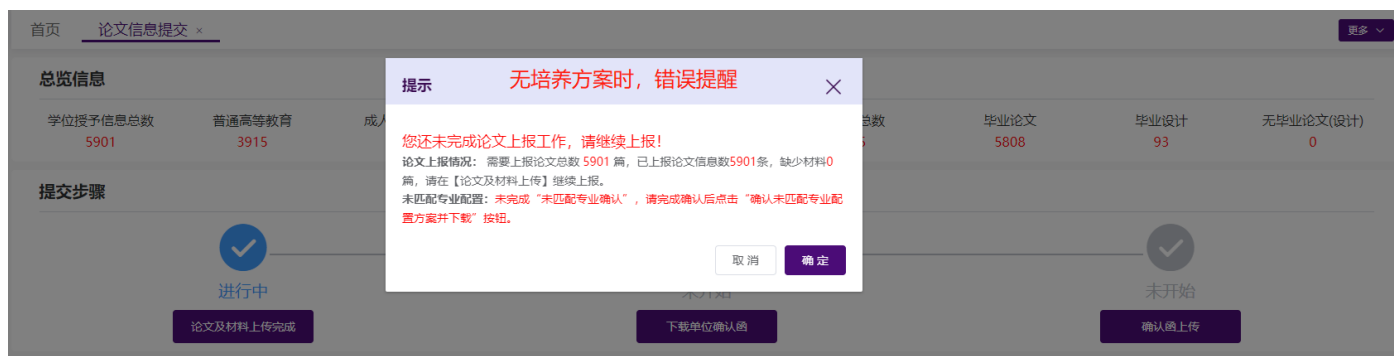 首页 论文信息提交 ×
更多
总览信息
提示
无培养方案时，错误提醒
学位授予信息总数 普通高等教育 毕业论文 毕业设计 无毕业论文(设计)
5901 3915 5808 93 0
您还未完成论文上报工作，请继续上报！
论文上报情况： 需要上报论文总数 5901 篇，已上报论文信息数5901条，缺少材料0
篇，请在【论文及材料上传】继续上报。
未匹配专业配置：未完成“未匹配专业确认”，请完成确认后点击“确认未匹配专业配
置方案并下载”按钮。
取 消 确 定
提交步骤
进行中 未开始 未开始
论文及材料上传完成 下载单位确认函 确认函上传